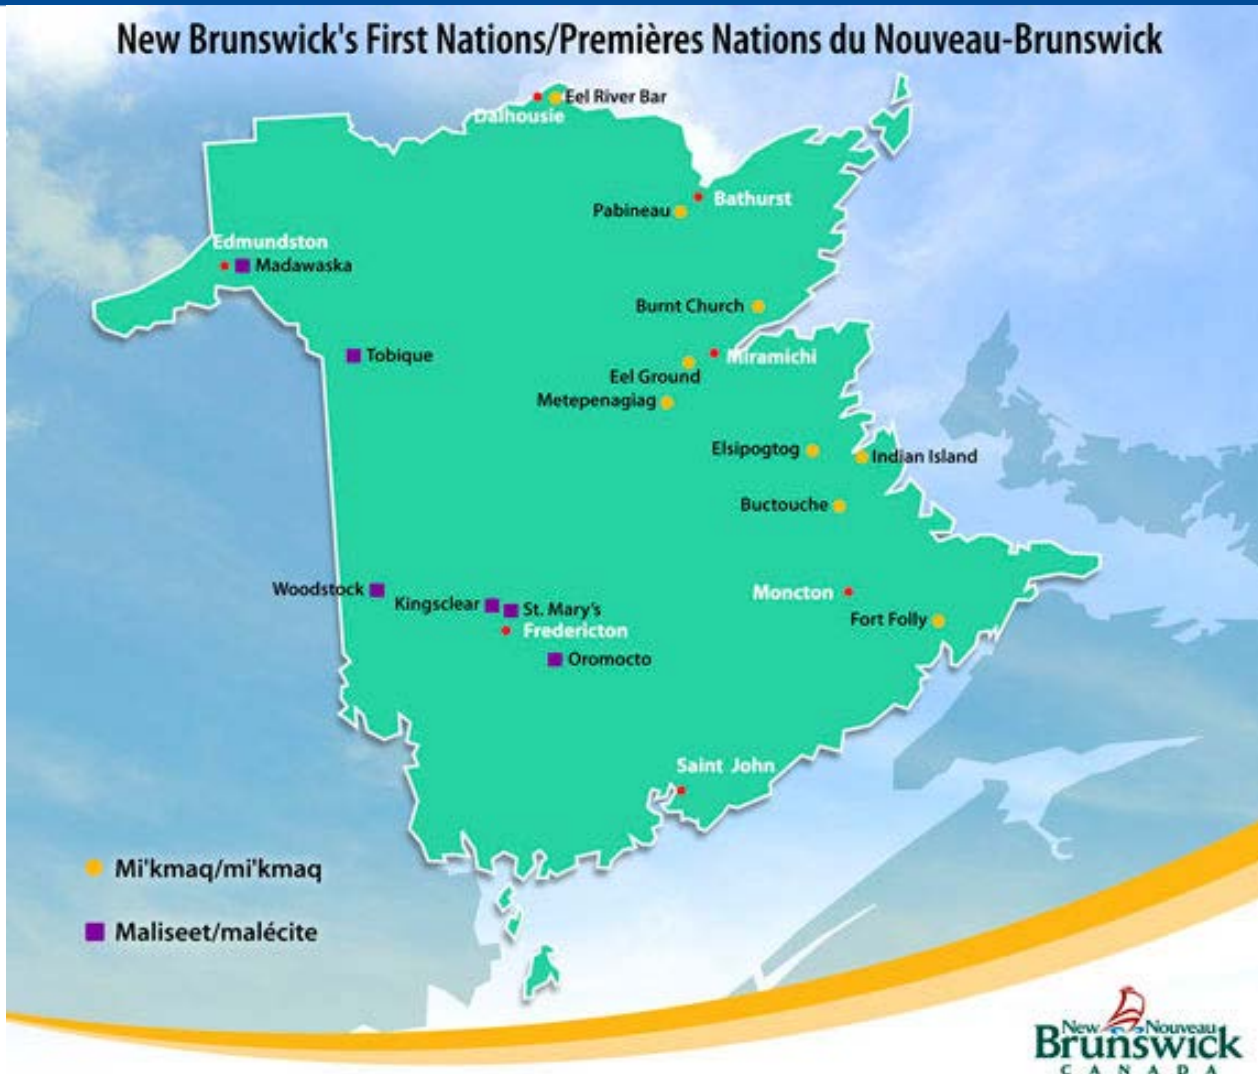 New Brunswick's First Nations/Premières Nations du Nouveau-Brunswick
Eel River Bar
Dalhousie
Bathurst
Pabineau
Edmundston
Madawaska
Burnt Church
Tobique
Miramichi
Eel Ground
Metepenagiag
Elsipogtog
Indian Island
Buctouche
Woodstock
Kingsclear
St. Mary's
Moncton
Fort Folly
Fredericton
Oromocto
Saint John
Mi'kmaq/mi'kmaq
Maliseet/malécite
New Nouveau
Brunswick
CANADA